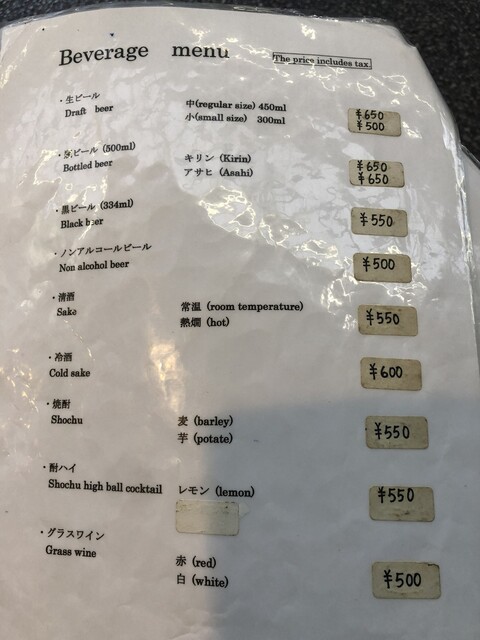 Beverage menu
The price includes tax.
・生ビール 中(regular size) 450ml ¥650
Draft beer 小(small size) 300ml ¥500
ビール (500ml) キリン (Kirin) ¥650
Bottled beer アサヒ (Asahi) ¥650
・黒ビール (334ml) ¥550
Black beer
・ノンアルコールビール ¥500
Non alcohol beer
・清酒 常温 (room temperature) ¥550
Sake 熱燗 (hot)
・冷酒 ¥600
Cold sake
・焼酎 麦 (barley) ¥550
Shochu 芋 (potate)
・酎ハイ ¥550
Shochu high ball cocktail レモン (lemon)
・グラスワイン
Grass wine 赤 (red) ¥500
白 (white)